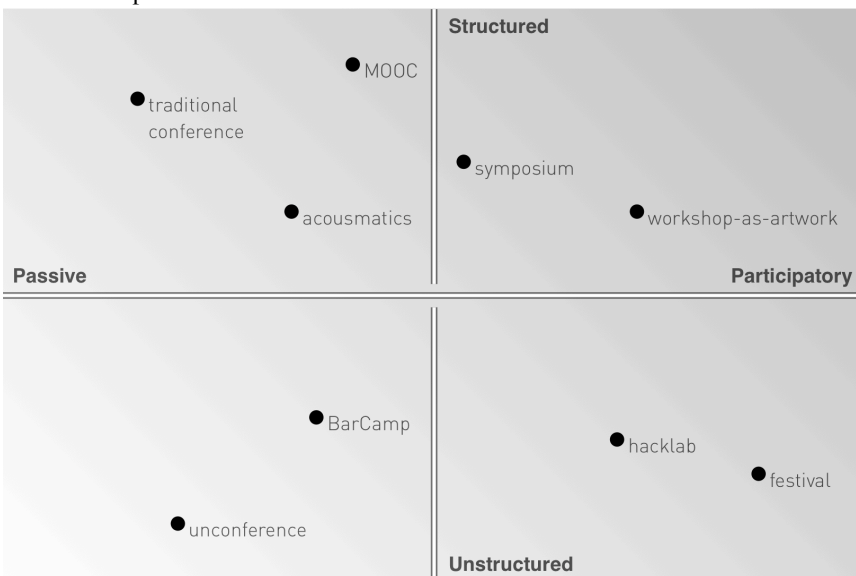 Structured
MOOC
traditional
conference
symposium
acousmatics
workshop-as-artwork
Passive
Participatory
BarCamp
hacklab
festival
unconference
Unstructured